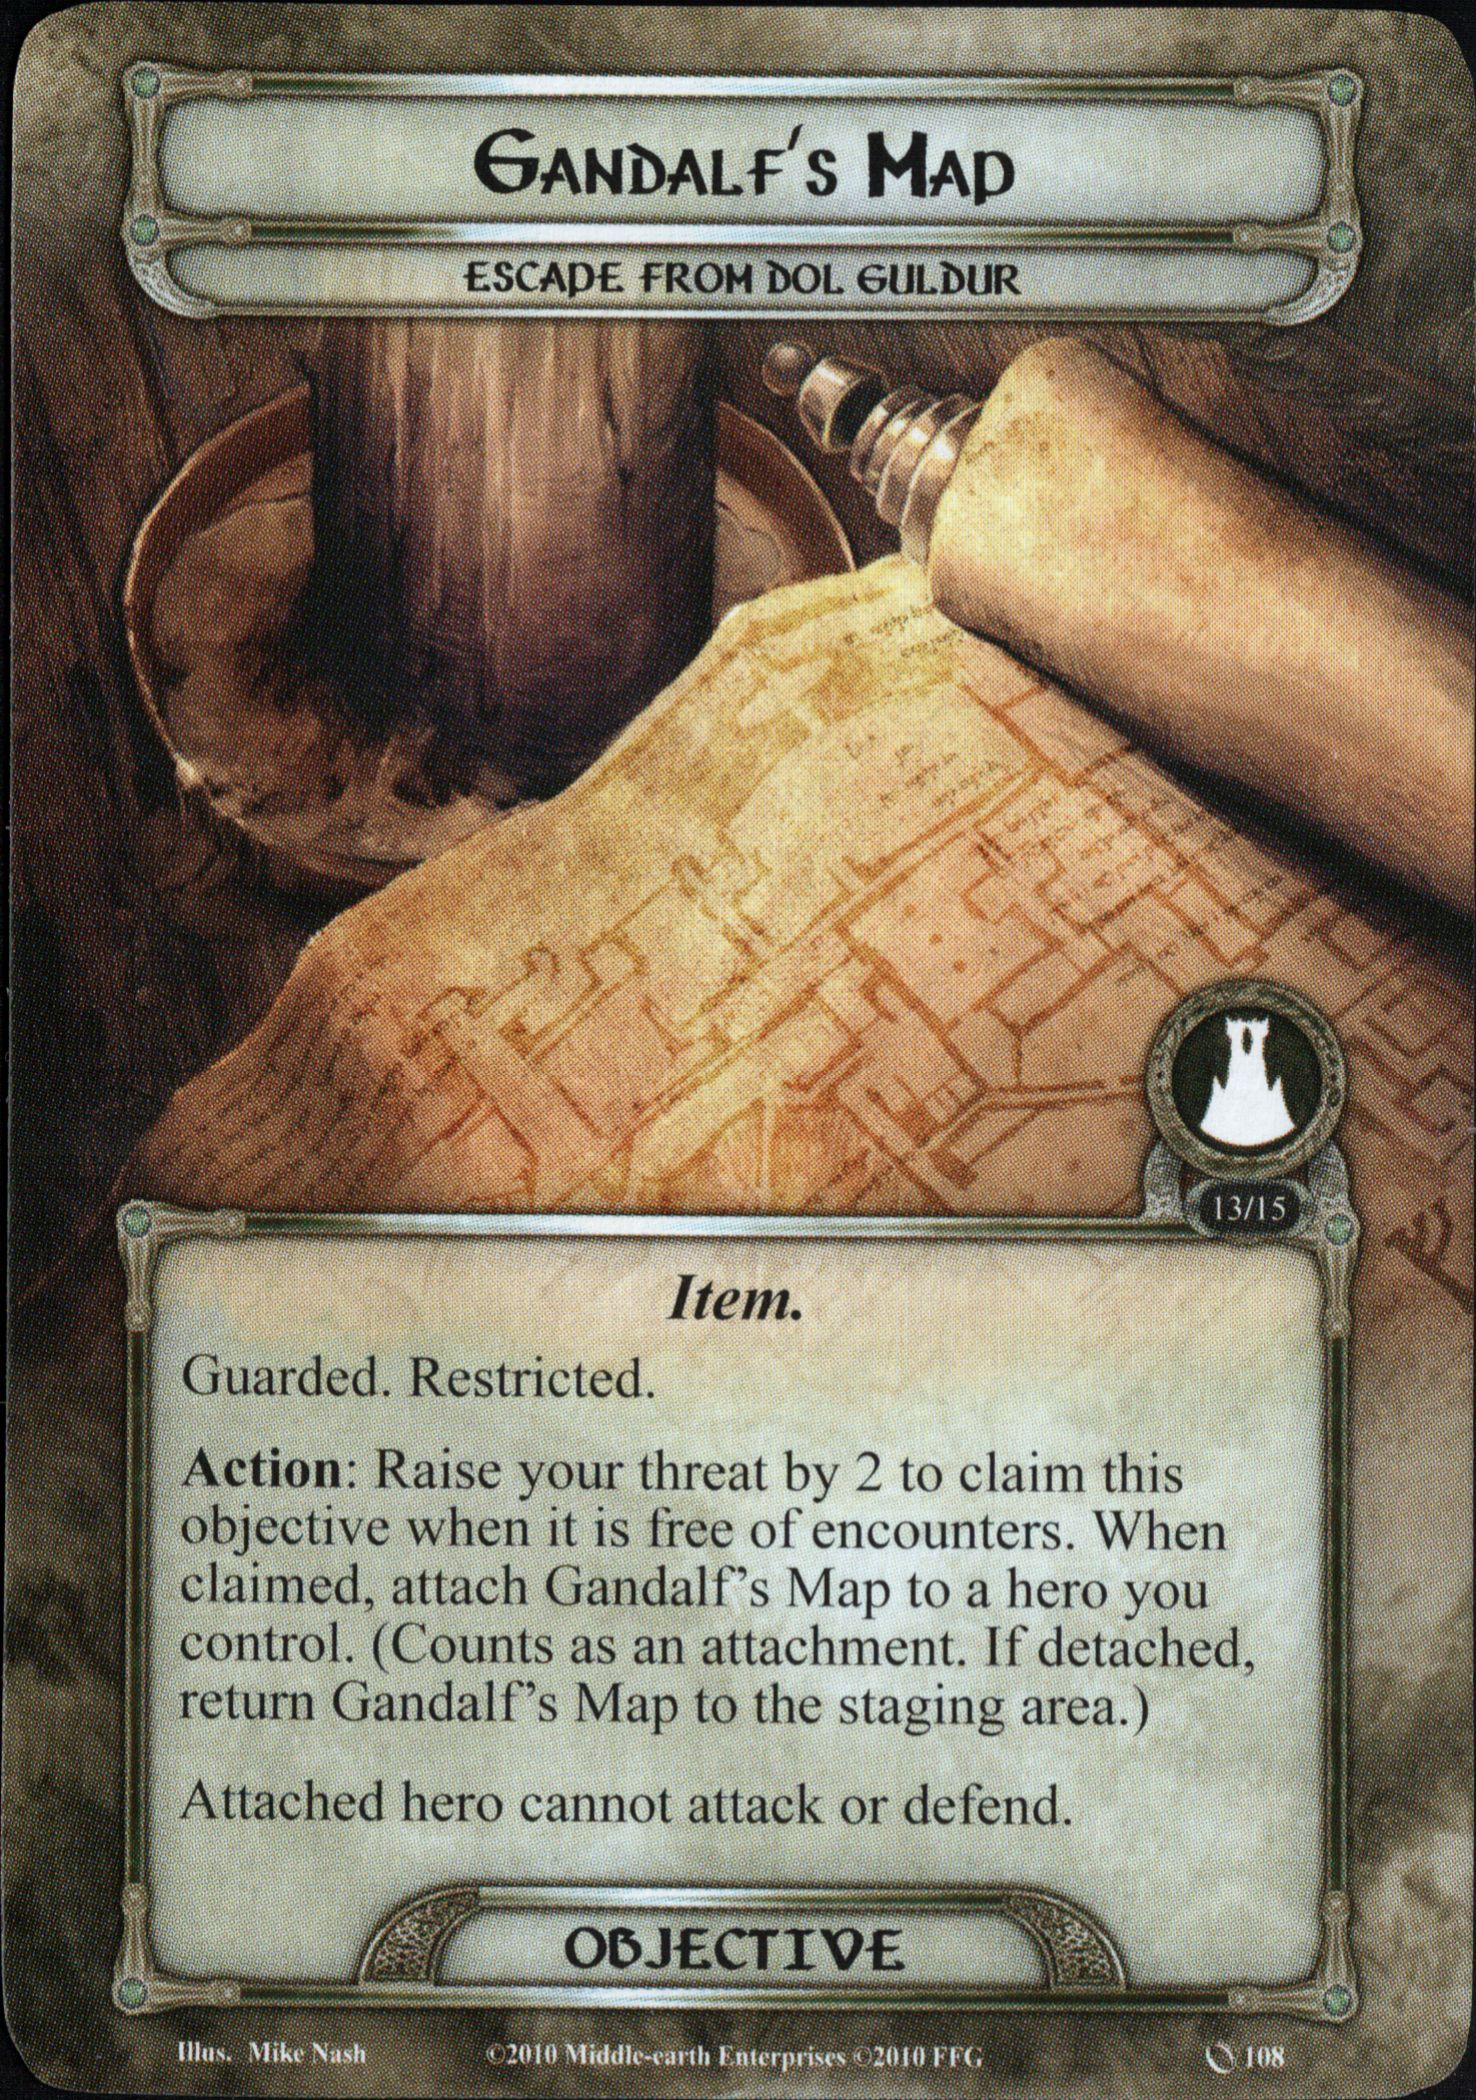 Gandalf's Map
Escape from Dol Guldur
13/15
Item.
Guarded. Restricted.
Action: Raise your threat by 2 to claim this
objective when it is free of encounters. When
claimed, attach Gandalf's Map to a hero you
control. (Counts as an attachment. If detached,
return Gandalf's Map to the staging area.)
Attached hero cannot attack or defend.
Objective
Illus. Mike Nash
©2010 Middle-earth Enterprises ©2010 FFG
108